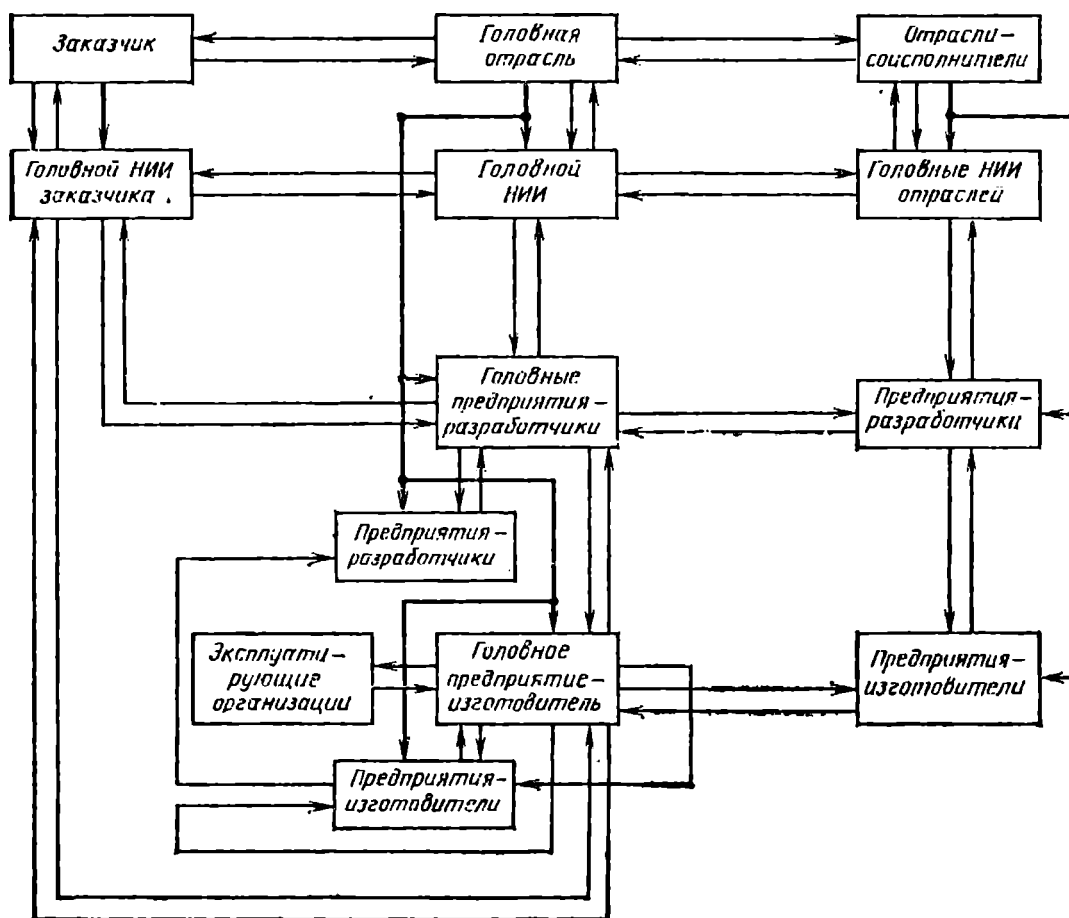 Заказчик
Головная
отрасль
Отрасли-
соисполнители
Головной НИИ
заказчика
Головной
НИИ
Головные НИИ
отраслей
Головные
предприятия-
разработчики
Предприятия-
разработчики
Предприятия-
разработчики
Эксплуати-
рующие
организации
Головное
предприятие-
изготовитель
Предприятия-
изготовители
Предприятия-
изготовители